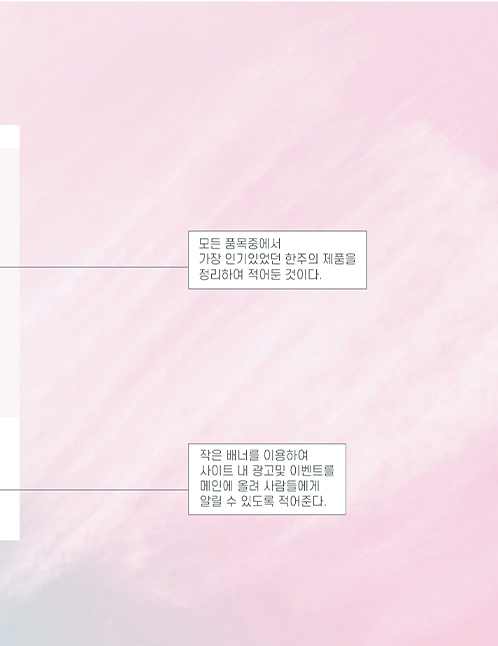 모든 품목중에서
가장 인기있었던 한주의 제품을
정리하여 적어둔 것이다.
작은 배너를 이용하여
사이트 내 광고및 이벤트를
메인에 올려 사람들에게
알릴 수 있도록 적어준다.